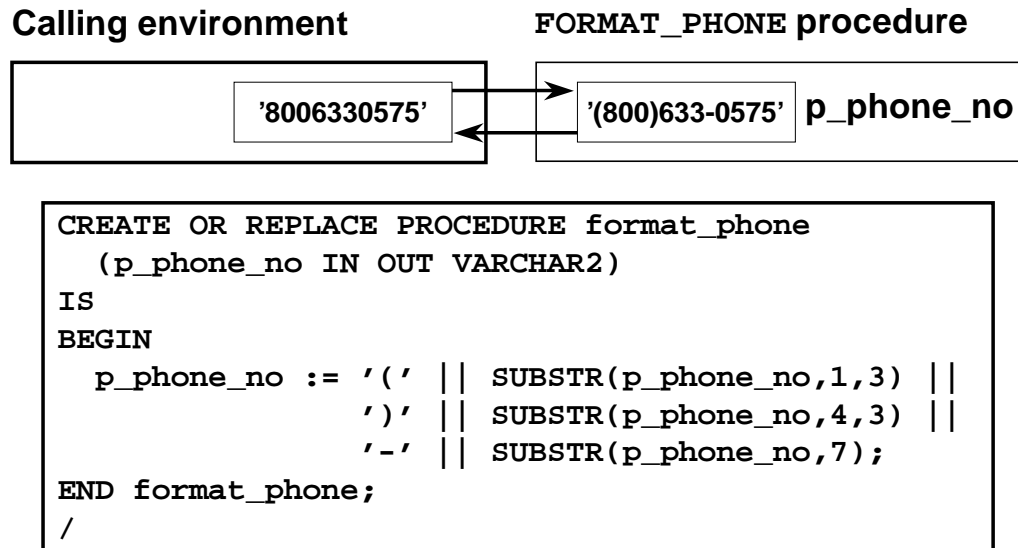 Calling environment
FORMAT_PHONE procedure
’8006330575’
’(800)633-0575’
p_phone_no
CREATE OR REPLACE PROCEDURE format_phone
(p_phone_no IN OUT VARCHAR2)
IS
BEGIN
p_phone_no := ’(’ || SUBSTR(p_phone_no,1,3) ||
’)’ || SUBSTR(p_phone_no,4,3) ||
’-’ || SUBSTR(p_phone_no,7);
END format_phone;
/